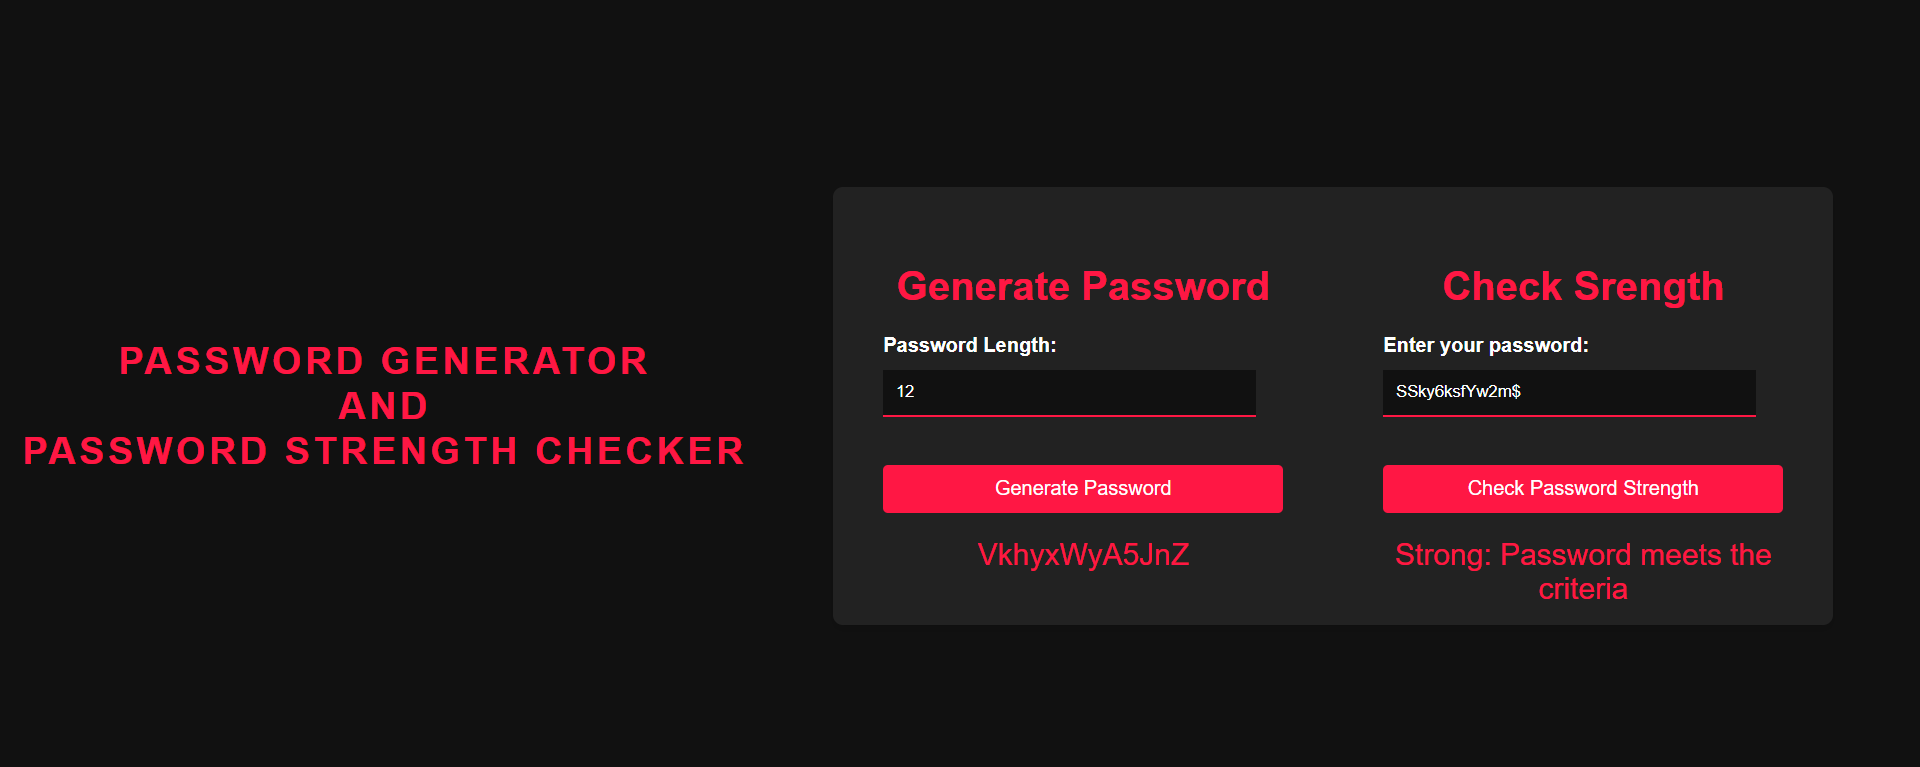 PASSWORD GENERATOR
AND
PASSWORD STRENGTH CHECKER
Generate Password
Password Length:
12
Generate Password
VkhyxWyA5JnZ
Check Srength
Enter your password:
SSky6ksfYw2m$
Check Password Strength
Strong: Password meets the
criteria